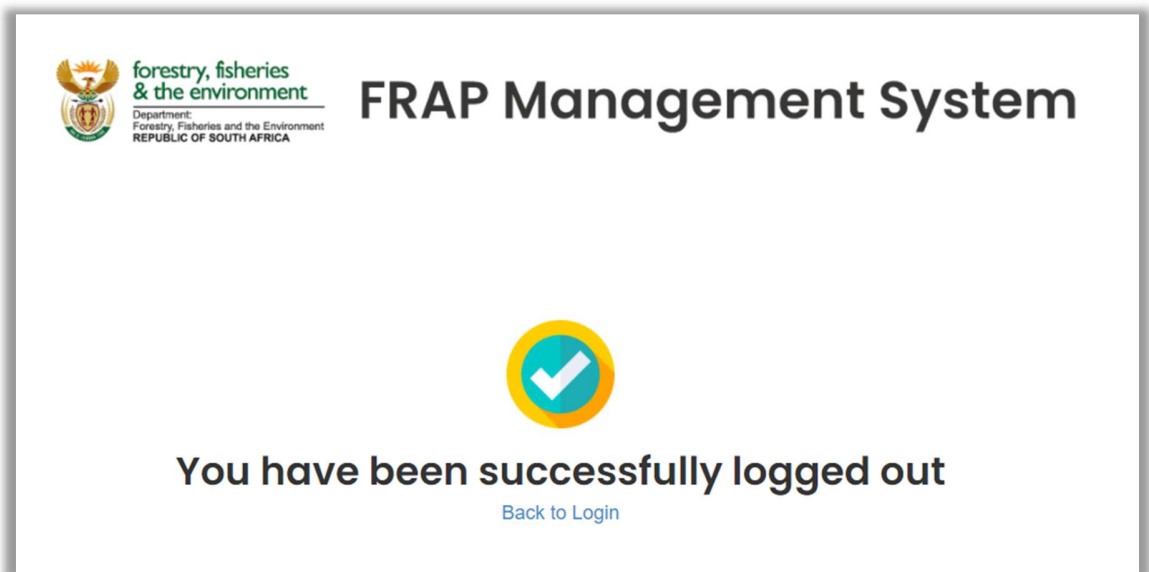 forestry, fisheries
& the environment
Department:
Forestry, Fisheries and the Environment
REPUBLIC OF SOUTH AFRICA
FRAP Management System
You have been successfully logged out
Back to Login